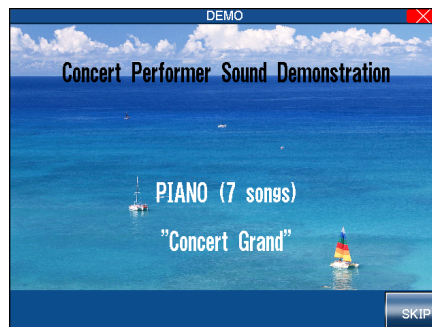 DEMO
Concert Performer Sound Demonstration
PIANO (7 songs)
"Concert Grand"
SKIP